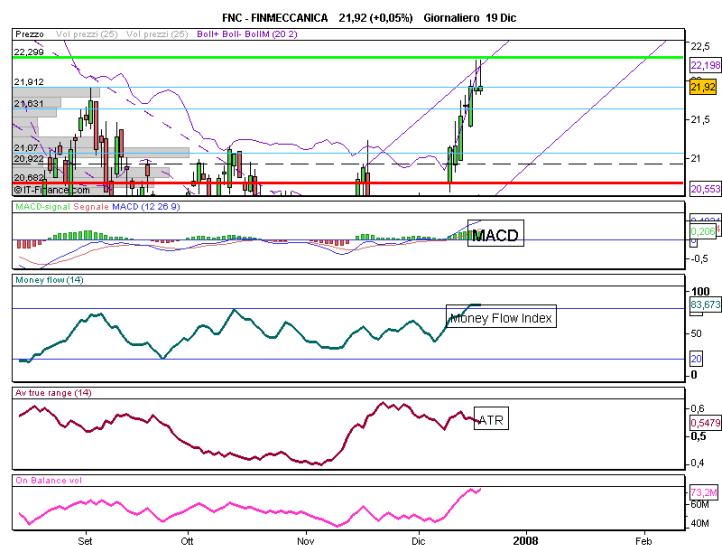 FNC - FINMECCANICA 21,92 (+0,05%) Giornaliero 19 Dic
Prezzo Vol prezzi (25) Vol prezzi (25) Boll+ Boll- BollM (20 2)
22,299
21,912
21,631
21,07
20,922
20,682
© IT-Finance.com
22,5
22,198
21,92
21,5
21
20,553
MACD-signal Segnale MACD (12 26 9)
MACD
0,206
-0,5
Money flow (14)
Money Flow Index
100
83,673
50
20
0
Av true range (14)
ATR
0,6
0,5479
0,5
0,4
On Balance vol
73,2M
60M
40M
Set Ott Nov Dic 2008 Feb